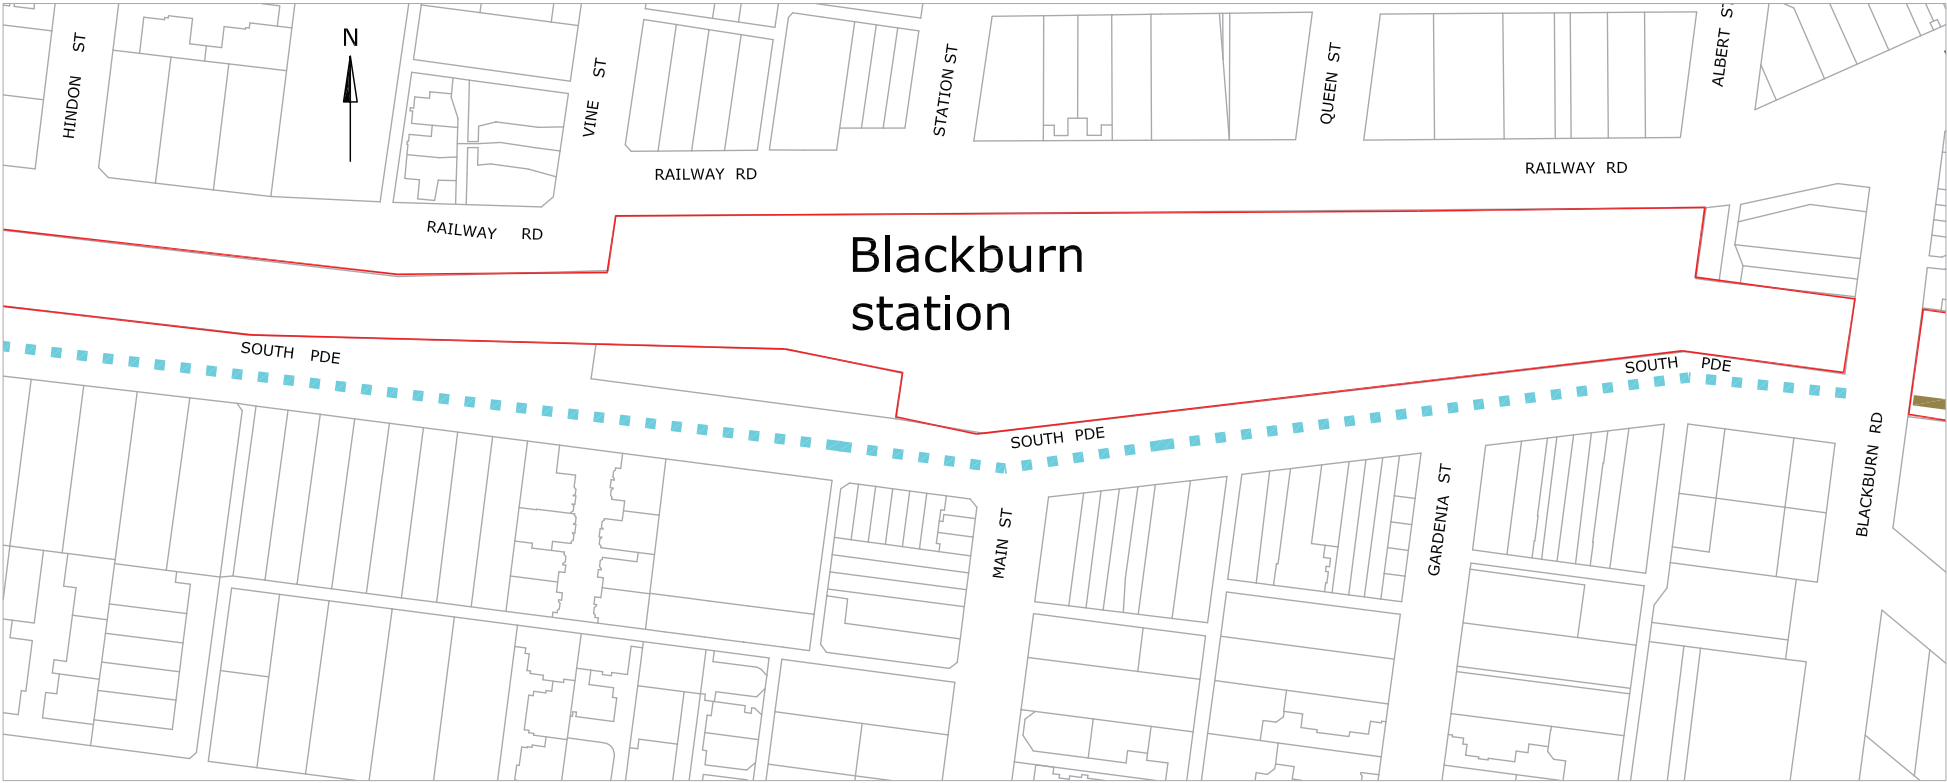 HINDON ST
N
VINE ST
STATION ST
QUEEN ST
ALBERT ST
RAILWAY RD
RAILWAY RD
RAILWAY RD
Blackburn
station
SOUTH PDE
SOUTH PDE
SOUTH PDE
MAIN ST
GARDENIA ST
BLACKBURN RD